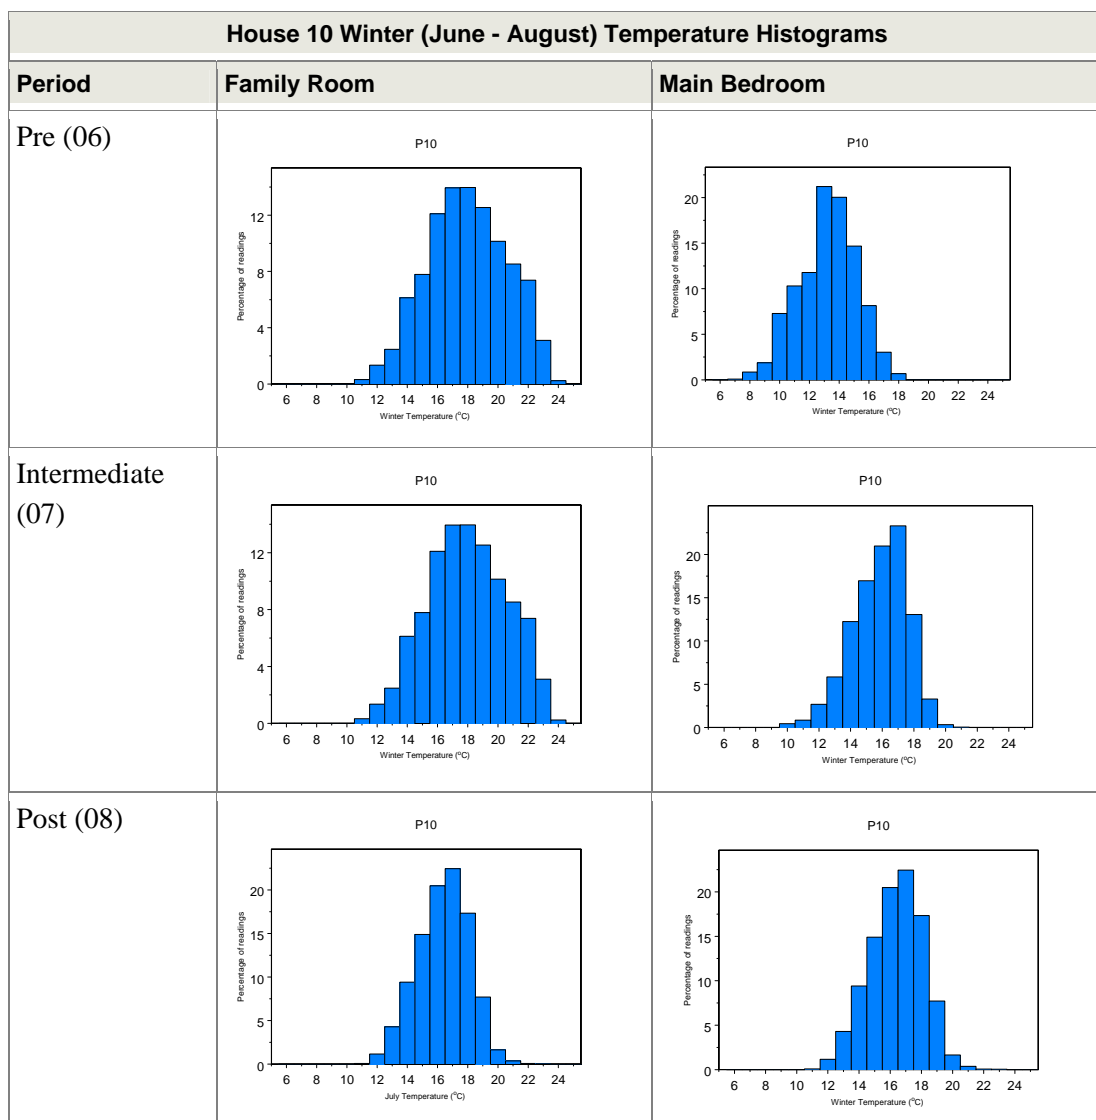 House 10 Winter (June - August) Temperature Histograms
Period Family Room Main Bedroom
Pre (06)
P10
Percentage of readings
12
8
4
0
6 8 10 12 14 16 18 20 22 24
Winter Temperature (°C)
P10
Percentage of readings
20
15
10
5
0
6 8 10 12 14 16 18 20 22 24
Winter Temperature (°C)
Intermediate
(07)
P10
Percentage of readings
12
8
4
0
6 8 10 12 14 16 18 20 22 24
Winter Temperature (°C)
P10
Percentage of readings
20
15
10
5
0
6 8 10 12 14 16 18 20 22 24
Winter Temperature (°C)
Post (08)
P10
Percentage of readings
20
15
10
5
0
6 8 10 12 14 16 18 20 22 24
July Temperature (°C)
P10
Percentage of readings
20
15
10
5
0
6 8 10 12 14 16 18 20 22 24
Winter Temperature (°C)